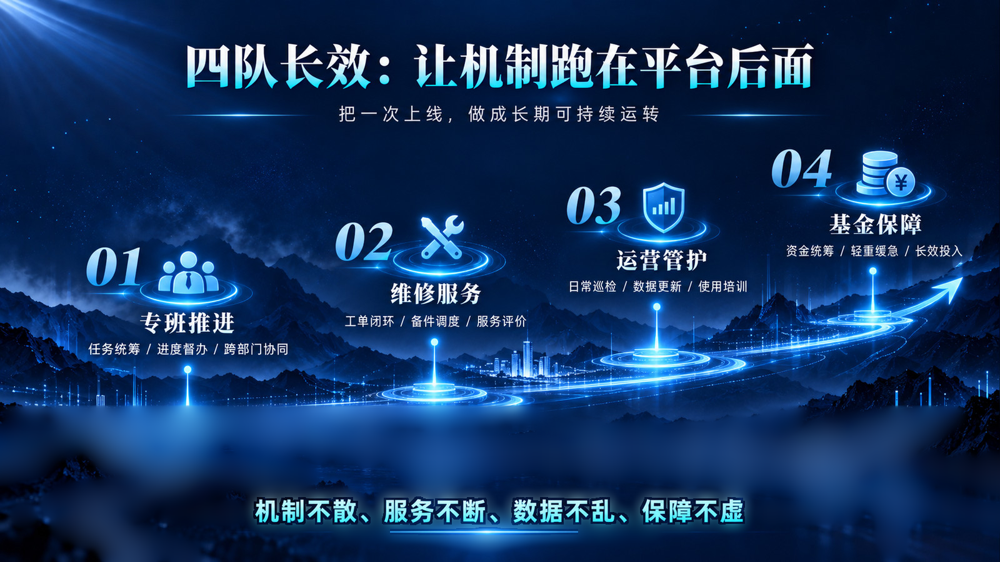 四队长效：让机制跑在平台后面
把一次上线，做成长期可持续运转
01
专班推进
任务统筹 / 进度督办 / 跨部门协同
02
维修服务
工单闭环 / 备件调度 / 服务评价
03
运营管护
日常巡检 / 数据更新 / 使用培训
04
¥
基金保障
资金统筹 / 轻重缓急 / 长效投入
机制不散、服务不断、数据不乱、保障不虚